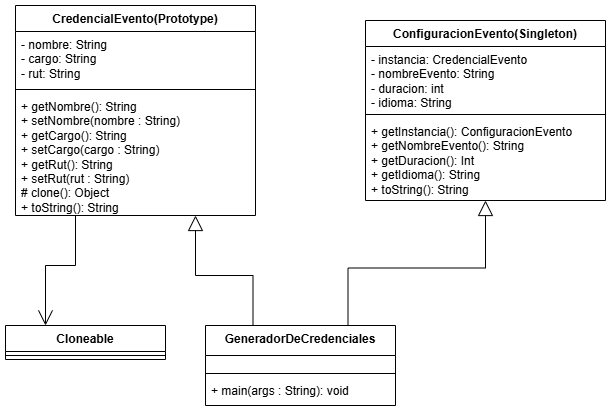 CredencialEvento(Prototype)
- nombre: String
- cargo: String
- rut: String
+ getNombre(): String
+ setNombre(nombre : String)
+ getCargo(): String
+ setCargo(cargo : String)
+ getRut(): String
+ setRut(rut : String)
# clone(): Object
+ toString(): String
ConfiguracionEvento(Singleton)
- instancia: CredencialEvento
- nombreEvento: String
- duracion: int
- idioma: String
+ getInstancia(): ConfiguracionEvento
+ getNombreEvento(): String
+ getDuracion(): Int
+ getIdioma(): String
+ toString(): String
Cloneable
GeneradorDeCredenciales
+ main(args : String): void